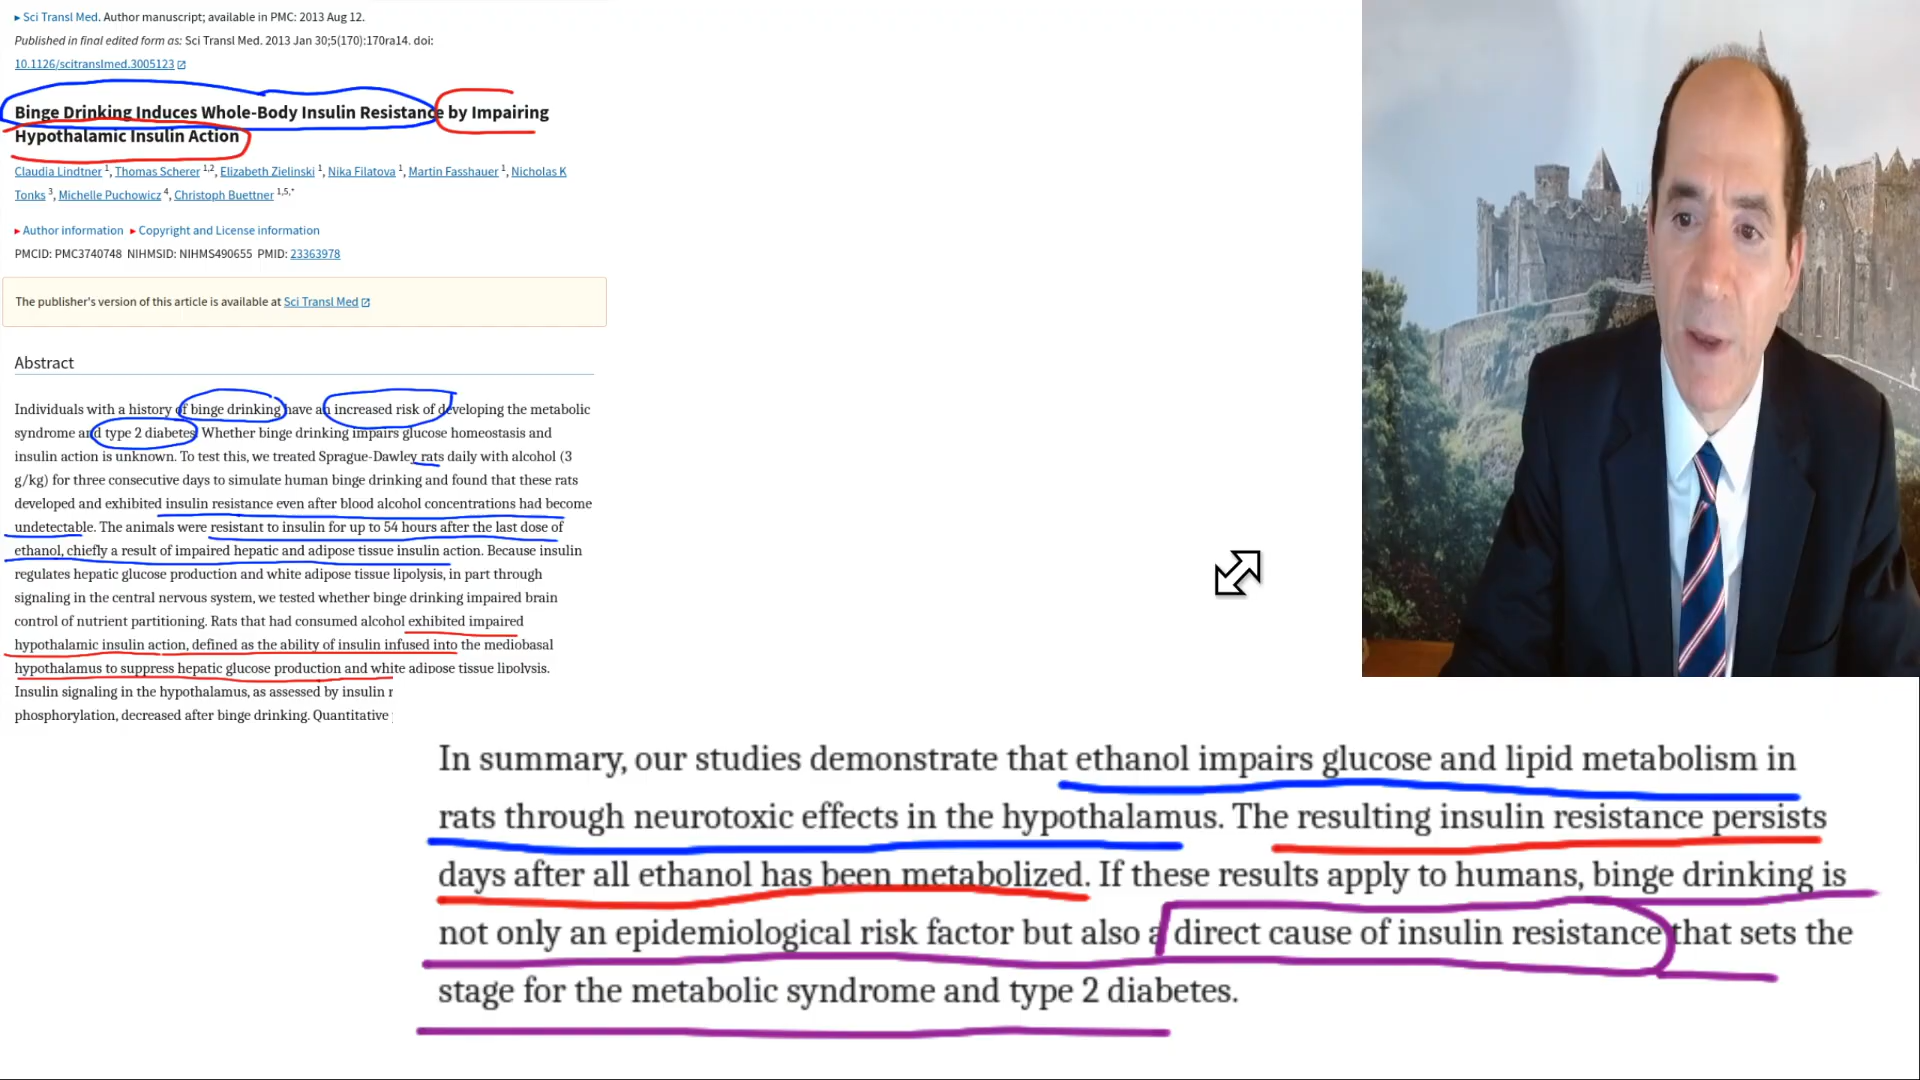 ▸ Sci Transl Med. Author manuscript; available in PMC: 2013 Aug 12.
Published in final edited form as: Sci Transl Med. 2013 Jan 30;5(170):170ra14. doi:
10.1126/scitranslmed.3005123
Binge Drinking Induces Whole-Body Insulin Resistance by Impairing
Hypothalamic Insulin Action
Claudia Lindtner 1, Thomas Scherer 1,2, Elizabeth Zielinski 1, Nika Filatova 1, Martin Fasshauer 1, Nicholas K
Tonks 3, Michelle Puchowicz 4, Christoph Buettner 1,5,*
▸ Author information ▸ Copyright and License information
PMCID: PMC3740748 NIHMSID: NIHMS490655 PMID: 23363978
The publisher's version of this article is available at Sci Transl Med
Abstract
Individuals with a history of binge drinking have an increased risk of developing the metabolic
syndrome and type 2 diabetes. Whether binge drinking impairs glucose homeostasis and
insulin action is unknown. To test this, we treated Sprague-Dawley rats daily with alcohol (3
g/kg) for three consecutive days to simulate human binge drinking and found that these rats
developed and exhibited insulin resistance even after blood alcohol concentrations had become
undetectable. The animals were resistant to insulin for up to 54 hours after the last dose of
ethanol, chiefly a result of impaired hepatic and adipose tissue insulin action. Because insulin
regulates hepatic glucose production and white adipose tissue lipolysis, in part through
signaling in the central nervous system, we tested whether binge drinking impaired brain
control of nutrient partitioning. Rats that had consumed alcohol exhibited impaired
hypothalamic insulin action, defined as the ability of insulin infused into the mediobasal
hypothalamus to suppress hepatic glucose production and white adipose tissue lipolysis.
Insulin signaling in the hypothalamus, as assessed by insulin r
phosphorylation, decreased after binge drinking. Quantitative
In summary, our studies demonstrate that ethanol impairs glucose and lipid metabolism in
rats through neurotoxic effects in the hypothalamus. The resulting insulin resistance persists
days after all ethanol has been metabolized. If these results apply to humans, binge drinking is
not only an epidemiological risk factor but also a direct cause of insulin resistance that sets the
stage for the metabolic syndrome and type 2 diabetes.